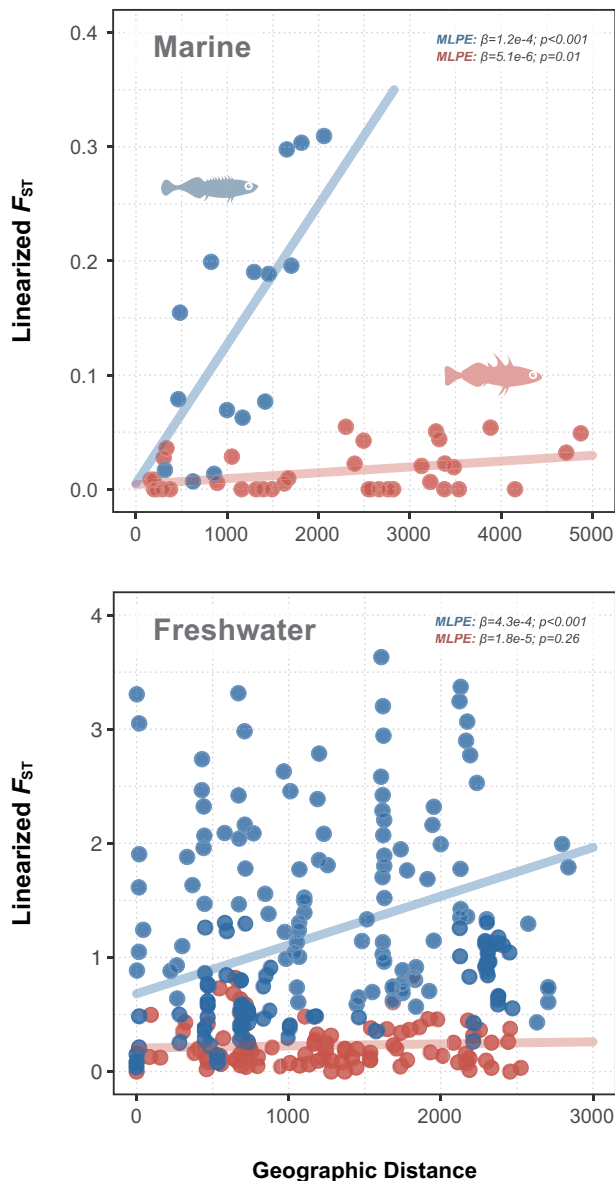 Marine
MLPE: β=1.2e-4; p<0.001
MLPE: β=5.1e-6; p=0.01
0.4
0.3
0.2
0.1
0.0
Linearized FST
0
1000
2000
3000
4000
5000
Freshwater
MLPE: β=4.3e-4; p<0.001
MLPE: β=1.8e-5; p=0.26
4
3
2
1
0
Linearized FST
0
1000
2000
3000
Geographic Distance